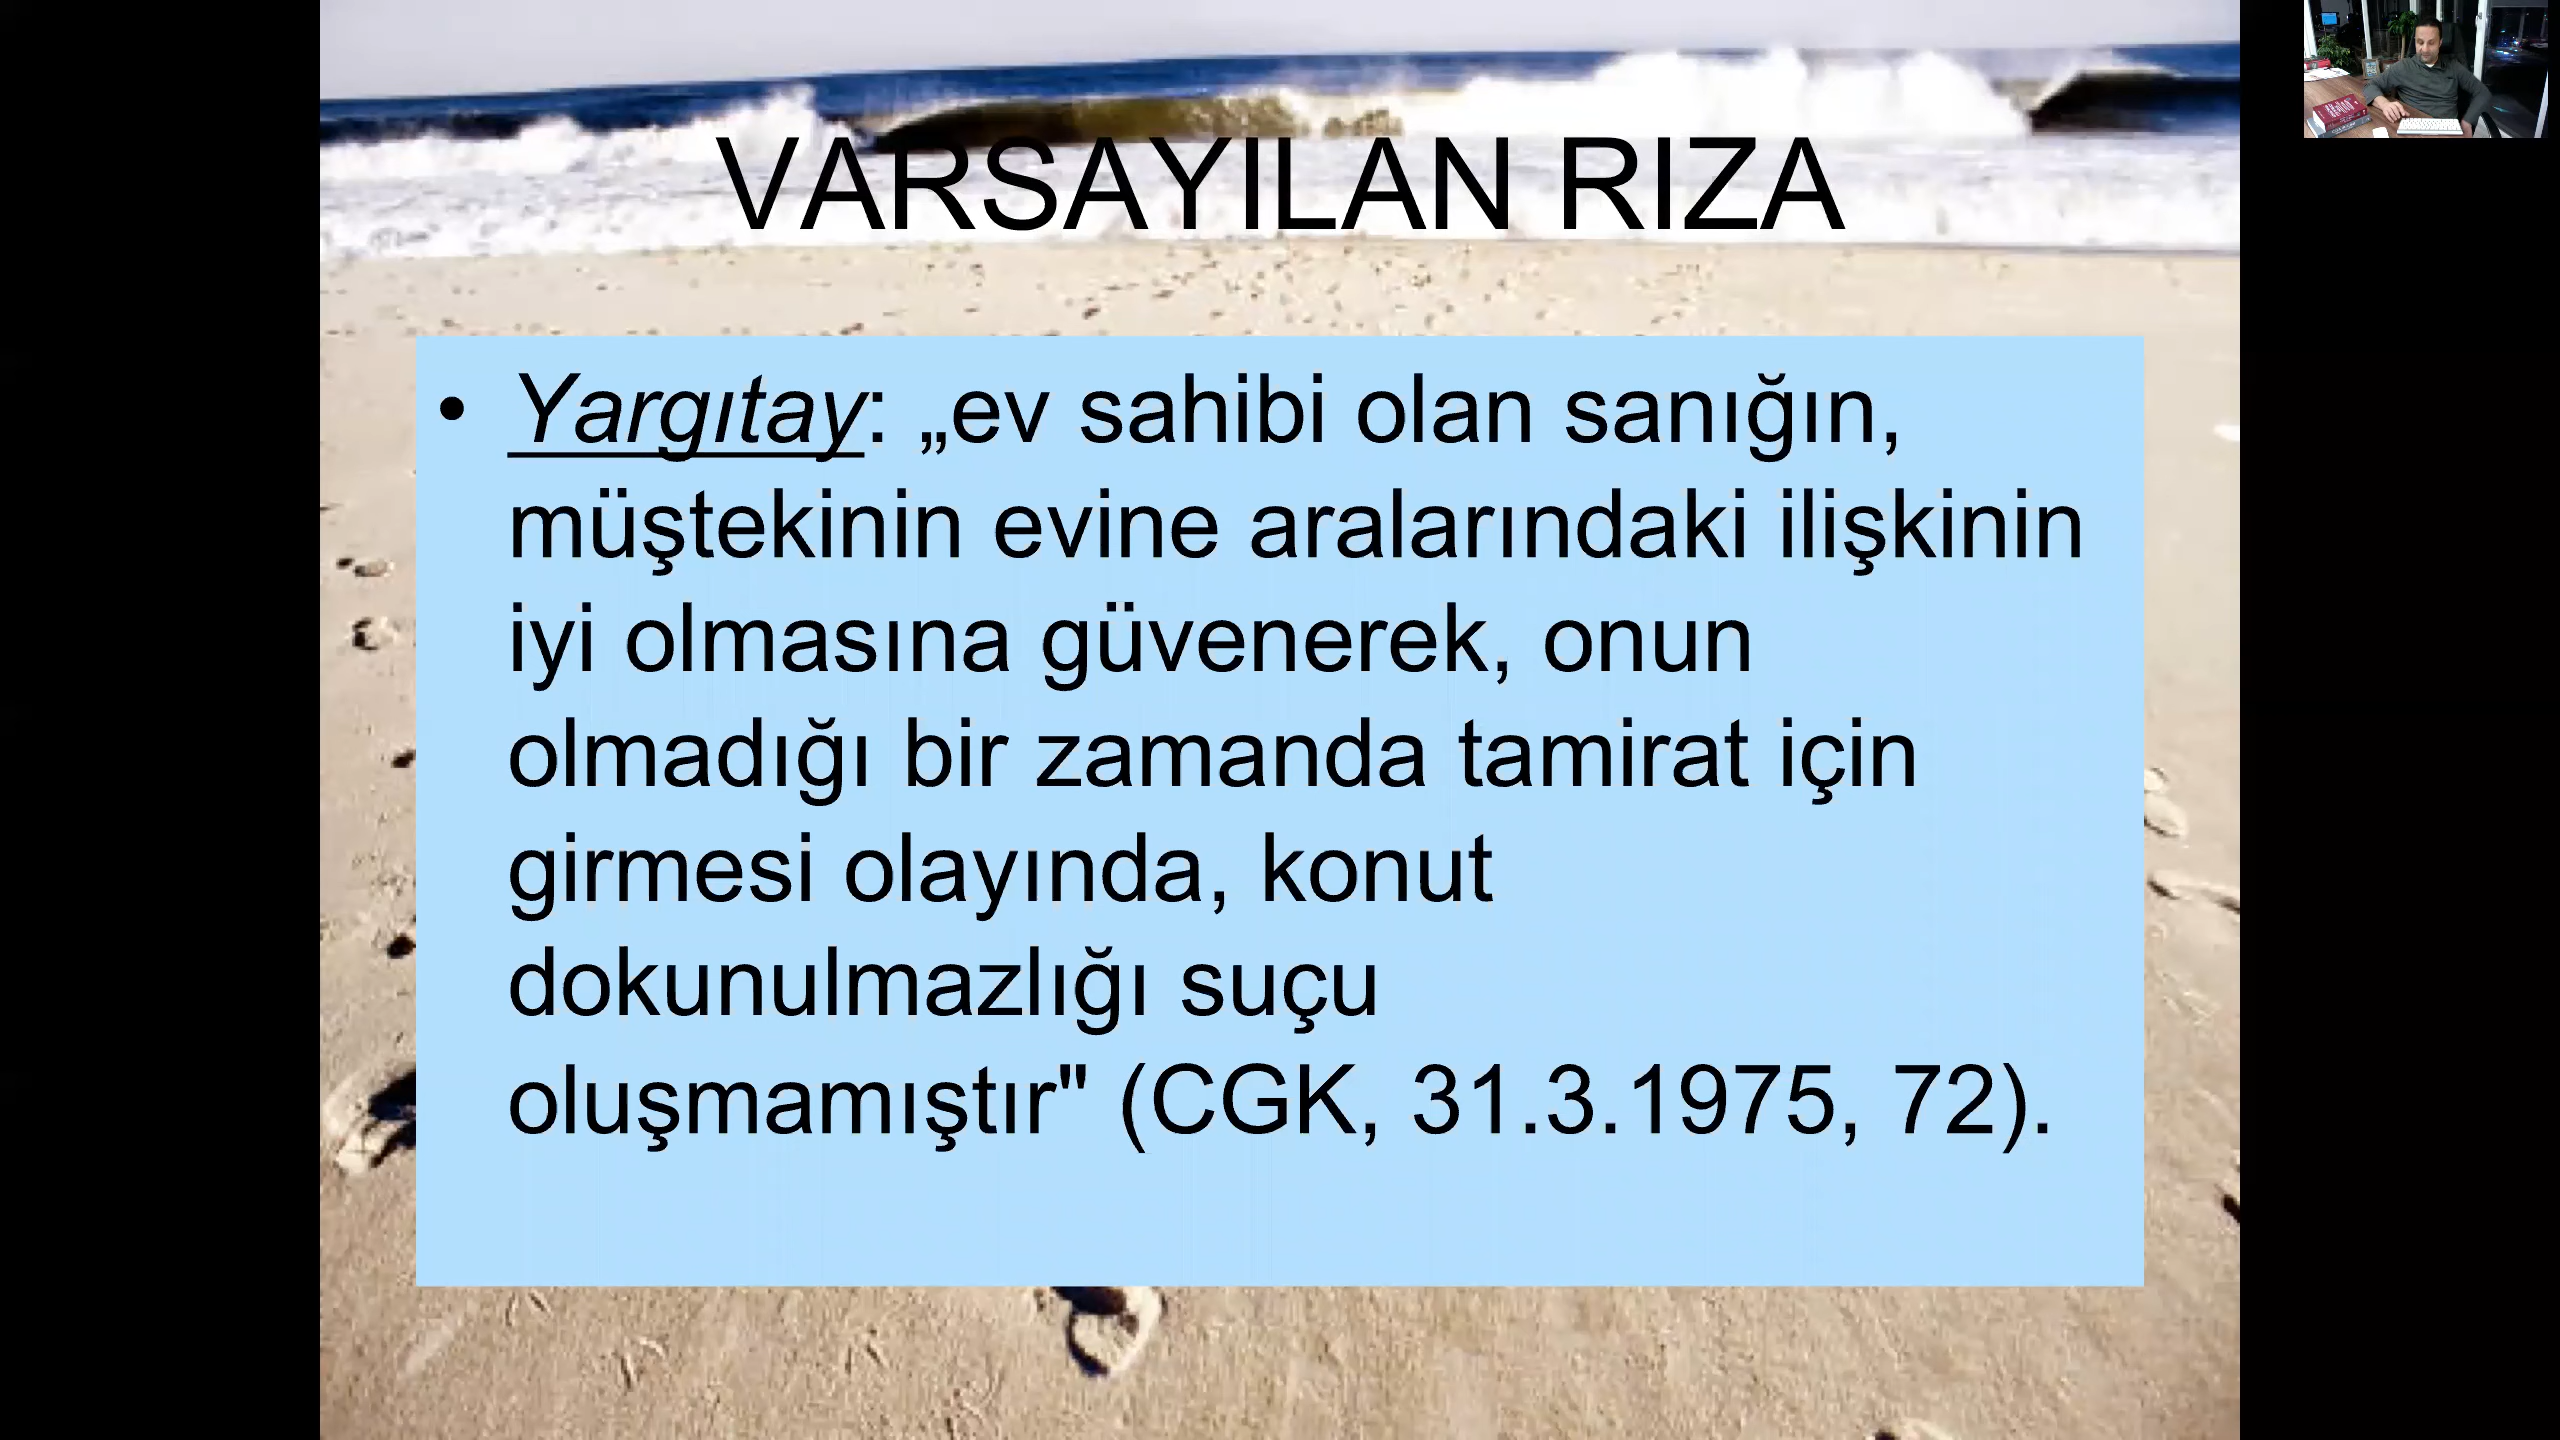 VARSAYILAN RIZA
• Yargıtay: „ev sahibi olan sanığın,
müştekinin evine aralarındaki ilişkinin
iyi olmasına güvenerek, onun
olmadığı bir zamanda tamirat için
girmesi olayında, konut
dokunulmazlığı suçu
oluşmamıştır" (CGK, 31.3.1975, 72).